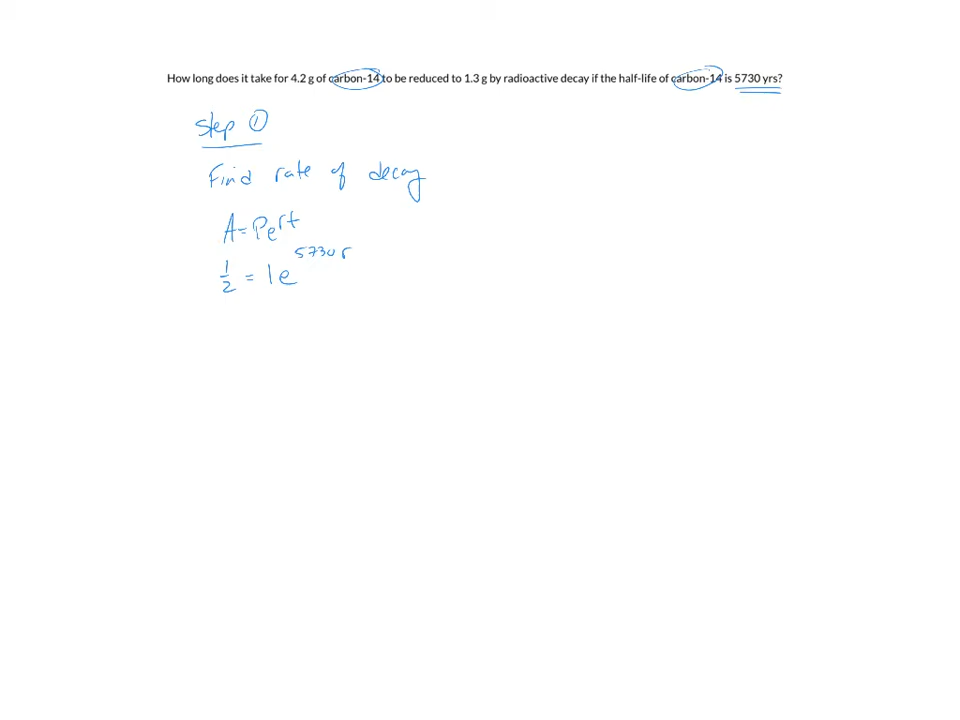 How long does it take for 4.2 g of carbon-14 to be reduced to 1.3 g by radioactive decay if the half-life of carbon-14 is 5730 yrs?
Step ①
Find rate of decay
A = Pe^rt
1/2 = 1e^5730r